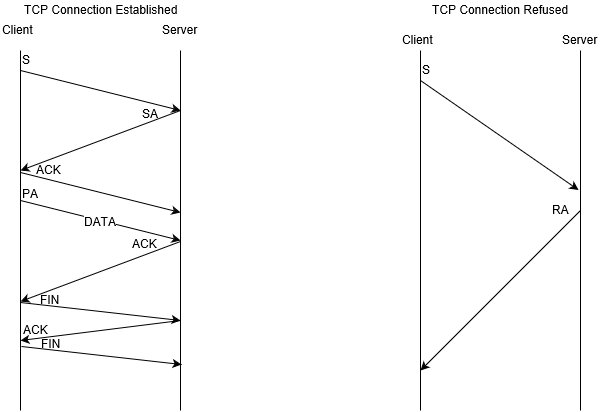 TCP Connection Established
Client
Server
S
SA
ACK
PA
DATA
ACK
FIN
ACK
FIN
TCP Connection Refused
Client
Server
S
RA